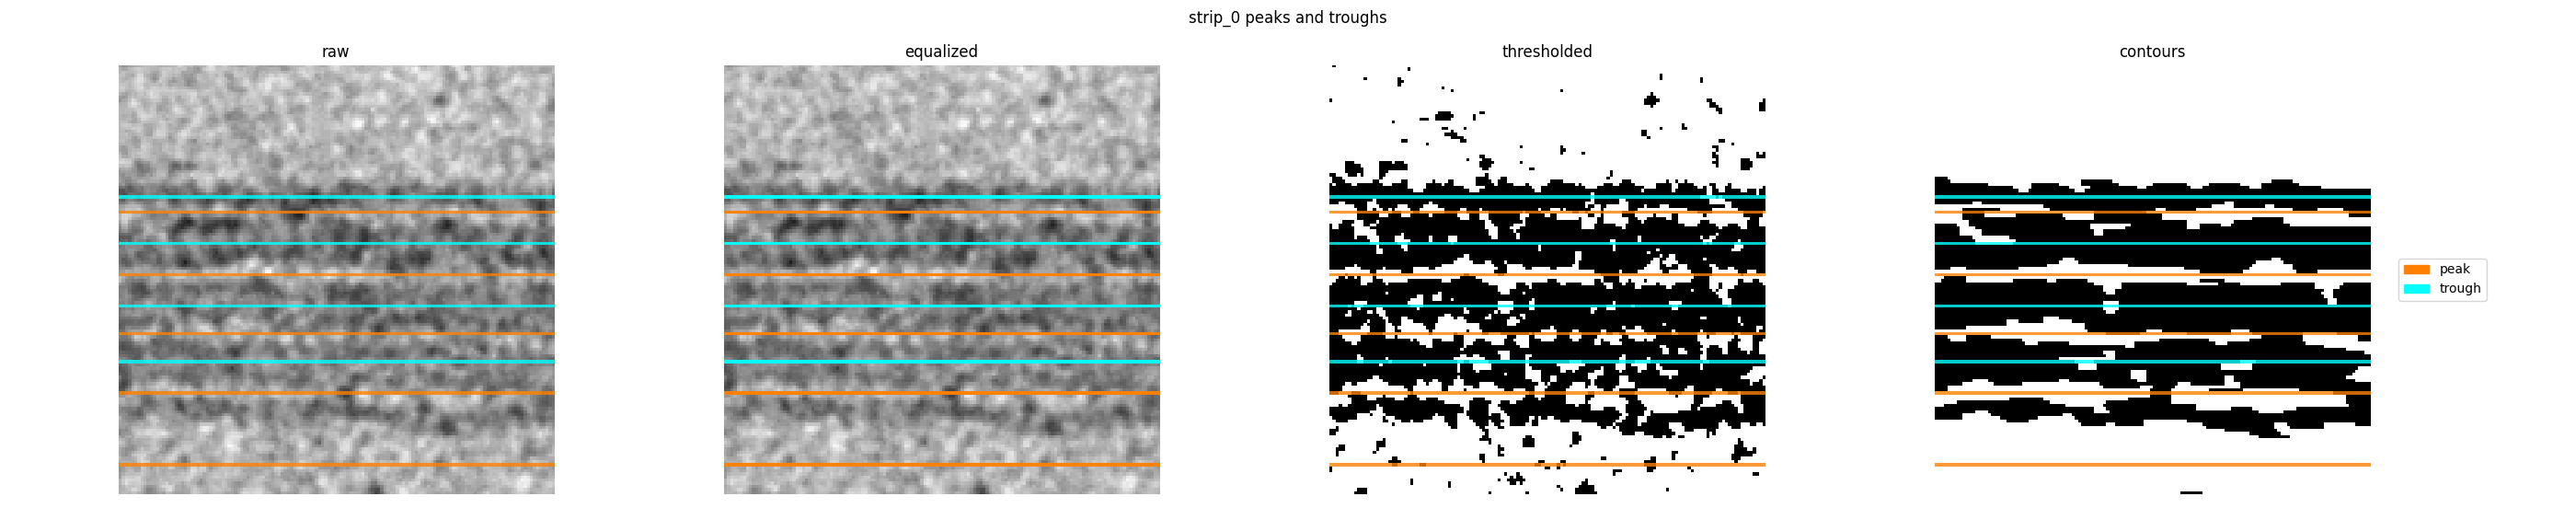 strip_0 peaks and troughs
raw
equalized
thresholded
contours
peak
trough